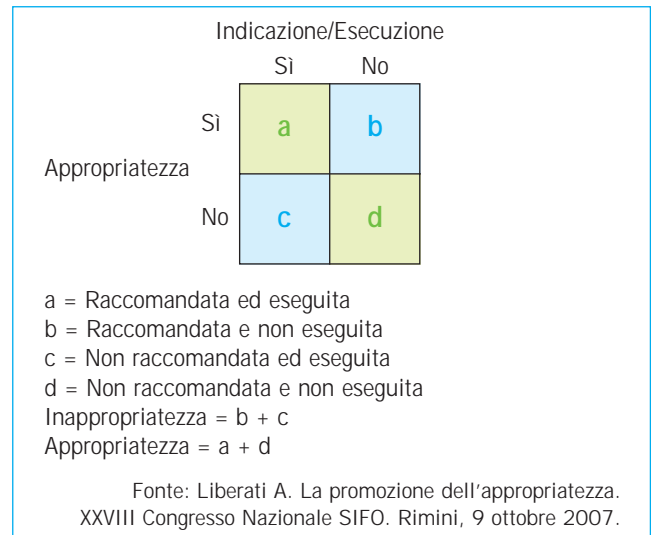 Indicazione/Esecuzione
Sì No
Sì a b
Appropriatezza
No c d
a = Raccomandata ed eseguita
b = Raccomandata e non eseguita
c = Non raccomandata ed eseguita
d = Non raccomandata e non eseguita
Inappropriatezza = b + c
Appropriatezza = a + d
Fonte: Liberati A. La promozione dell'appropriatezza.
XXVIII Congresso Nazionale SIFO. Rimini, 9 ottobre 2007.